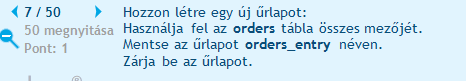 7 / 50
50 megnyitása
Pont: 1
Hozzon létre egy új űrlapot:
Használja fel az orders tábla összes mezőjét.
Mentse az űrlapot orders_entry néven.
Zárja be az űrlapot.